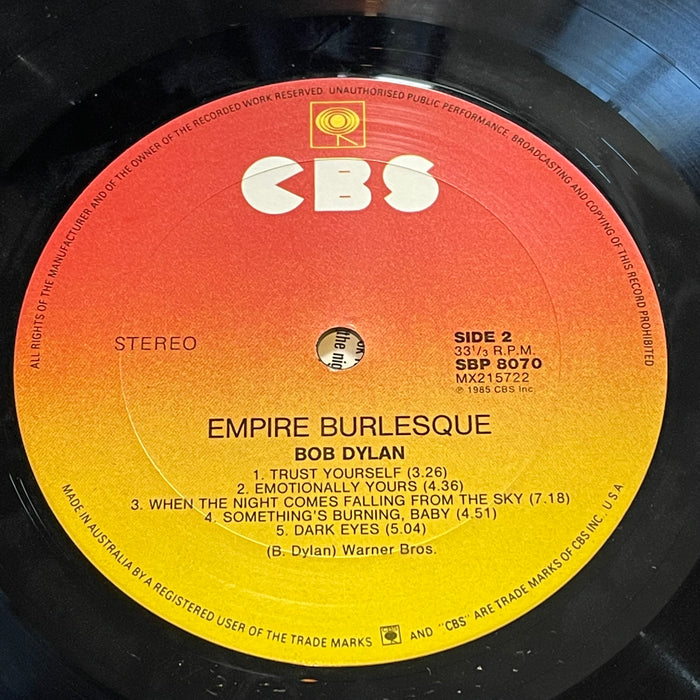 ALL RIGHTS OF THE MANUFACTURER AND OF THE OWNER OF THE RECORDED WORK RESERVED. UNAUTHORISED PUBLIC PERFORMANCE, BROADCASTING AND COPYING OF THIS RECORD PROHIBITED
CBS
STEREO
SIDE 2
33 1/3 R.P.M.
SBP 8070
MX215722
℗ 1985 CBS Inc
the nig
EMPIRE BURLESQUE
BOB DYLAN
1. TRUST YOURSELF (3.26)
2. EMOTIONALLY YOURS (4.36)
3. WHEN THE NIGHT COMES FALLING FROM THE SKY (7.18)
4. SOMETHING'S BURNING, BABY (4.51)
5. DARK EYES (5.04)
(B. Dylan) Warner Bros.
MADE IN AUSTRALIA BY A REGISTERED USER OF THE TRADE MARKS AND "CBS" ARE TRADE MARKS OF CBS INC. U.S.A